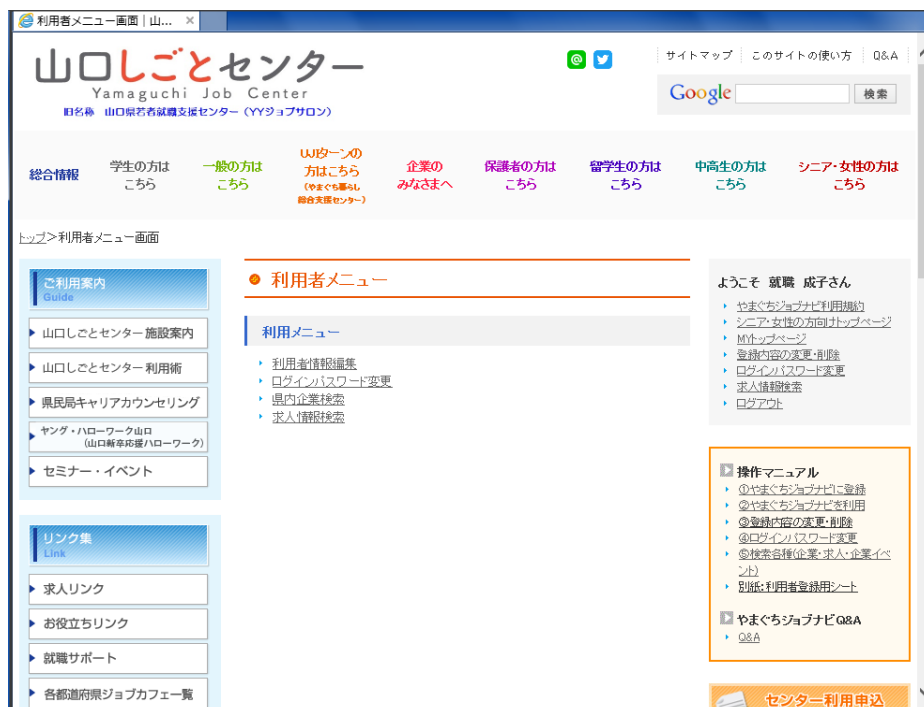 利用者メニュー画面｜山... ×
山口しごとセンター
Yamaguchi Job Center
旧名称 山口県若者就職支援センター（YYジョブサロン）
サイトマップ このサイトの使い方 Q&A
Google 検索
総合情報
学生の方は
こちら
一般の方は
こちら
UJIターンの
方はこちら
（やまぐち暮らし
総合支援センター）
企業の
みなさまへ
保護者の方は
こちら
留学生の方は
こちら
中高生の方は
こちら
シニア・女性の方は
こちら
トップ>利用者メニュー画面
ご利用案内
Guide
山口しごとセンター 施設案内
山口しごとセンター 利用術
県民局キャリアカウンセリング
ヤング・ハローワーク山口
（山口新卒応援ハローワーク）
セミナー・イベント
リンク集
Link
求人リンク
お役立ちリンク
就職サポート
各都道府県ジョブカフェ一覧
利用者メニュー
利用メニュー
利用者情報編集
ログインパスワード変更
県内企業検索
求人情報検索
ようこそ 就職 成子さん
やまぐちジョブナビ利用規約
シニア・女性の方向けトップページ
MYトップページ
登録内容の変更・削除
ログインパスワード変更
求人情報検索
ログアウト
操作マニュアル
①やまぐちジョブナビに登録
②やまぐちジョブナビを利用
③登録内容の変更・削除
④ログインパスワード変更
⑤検索各種(企業・求人・企業イベ
ント)
別紙:利用者登録用シート
やまぐちジョブナビQ&A
Q&A
センター利用申込